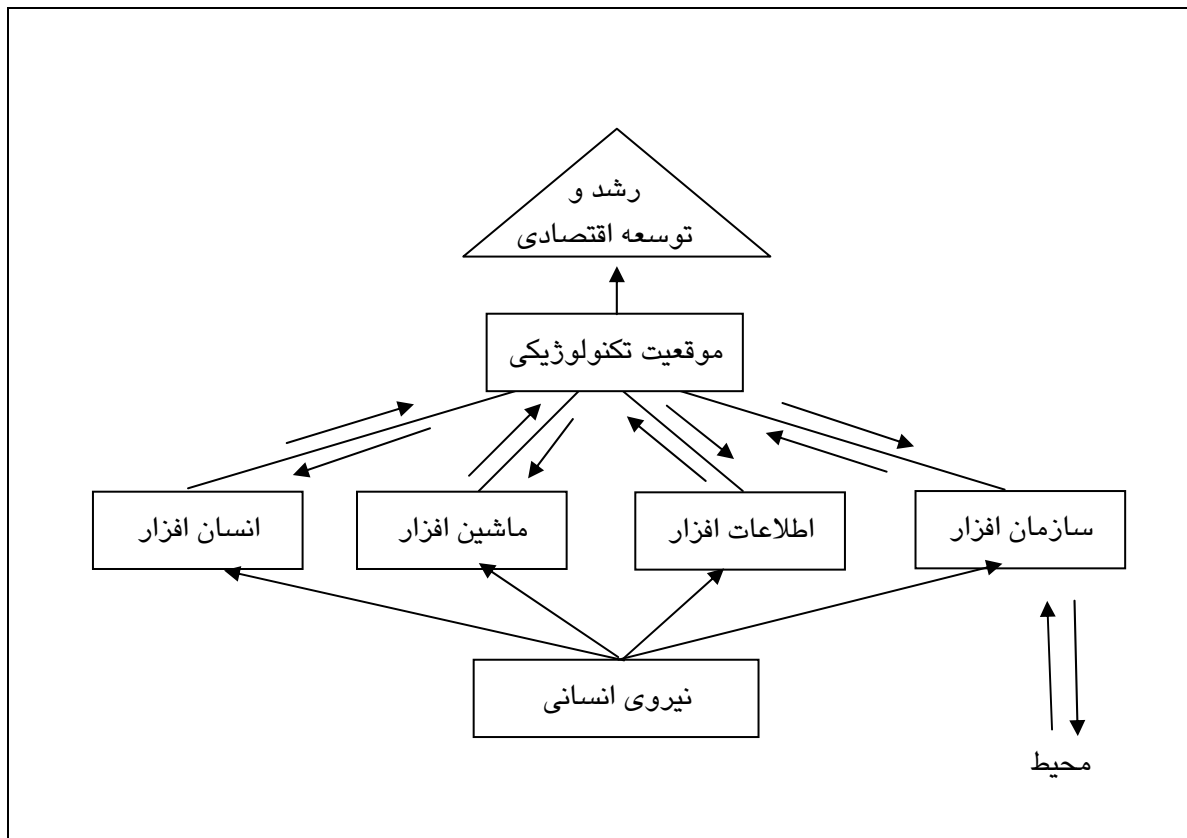 رشد و
توسعه اقتصادی
موقعیت تکنولوژیکی
سازمان افزار
اطلاعات افزار
ماشین افزار
انسان افزار
نیروی انسانی
محیط